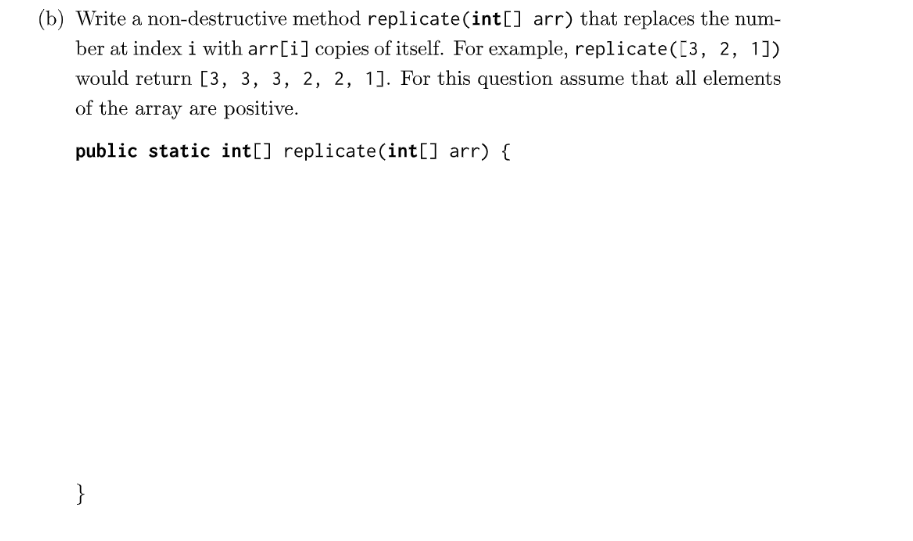 (b) Write a non-destructive method replicate(int[] arr) that replaces the num-
ber at index i with arr[i] copies of itself. For example, replicate([3, 2, 1])
would return [3, 3, 3, 2, 2, 1]. For this question assume that all elements
of the array are positive.
public static int[] replicate(int[] arr) {
}